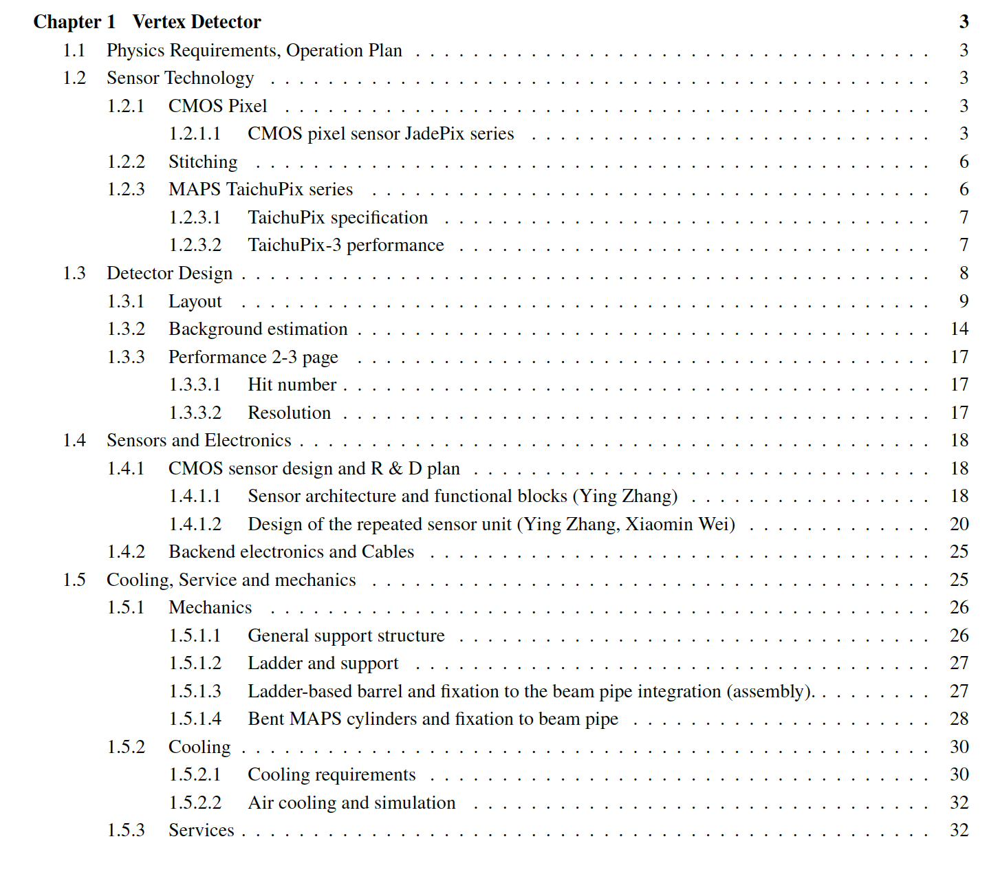 Chapter 1 Vertex Detector 3
1.1 Physics Requirements, Operation Plan . . . . . . . . . . . . . . . . . . . . . . . . . . . . . . . . . . . . 3
1.2 Sensor Technology . . . . . . . . . . . . . . . . . . . . . . . . . . . . . . . . . . . . . . . . . . . . . . 3
1.2.1 CMOS Pixel . . . . . . . . . . . . . . . . . . . . . . . . . . . . . . . . . . . . . . . . . . . . . 3
1.2.1.1 CMOS pixel sensor JadePix series . . . . . . . . . . . . . . . . . . . . . . . . . . . . 3
1.2.2 Stitching . . . . . . . . . . . . . . . . . . . . . . . . . . . . . . . . . . . . . . . . . . . . . . . 6
1.2.3 MAPS TaichuPix series . . . . . . . . . . . . . . . . . . . . . . . . . . . . . . . . . . . . . . . 6
1.2.3.1 TaichuPix specification . . . . . . . . . . . . . . . . . . . . . . . . . . . . . . . . . . 7
1.2.3.2 TaichuPix-3 performance . . . . . . . . . . . . . . . . . . . . . . . . . . . . . . . . . 7
1.3 Detector Design . . . . . . . . . . . . . . . . . . . . . . . . . . . . . . . . . . . . . . . . . . . . . . . . 8
1.3.1 Layout . . . . . . . . . . . . . . . . . . . . . . . . . . . . . . . . . . . . . . . . . . . . . . . . 9
1.3.2 Background estimation . . . . . . . . . . . . . . . . . . . . . . . . . . . . . . . . . . . . . . . . 14
1.3.3 Performance 2-3 page . . . . . . . . . . . . . . . . . . . . . . . . . . . . . . . . . . . . . . . . 17
1.3.3.1 Hit number . . . . . . . . . . . . . . . . . . . . . . . . . . . . . . . . . . . . . . . . . 17
1.3.3.2 Resolution . . . . . . . . . . . . . . . . . . . . . . . . . . . . . . . . . . . . . . . . . 17
1.4 Sensors and Electronics . . . . . . . . . . . . . . . . . . . . . . . . . . . . . . . . . . . . . . . . . . . . 18
1.4.1 CMOS sensor design and R & D plan . . . . . . . . . . . . . . . . . . . . . . . . . . . . . . . . 18
1.4.1.1 Sensor architecture and functional blocks (Ying Zhang) . . . . . . . . . . . . . . . . . 18
1.4.1.2 Design of the repeated sensor unit (Ying Zhang, Xiaomin Wei) . . . . . . . . . . . . . 20
1.4.2 Backend electronics and Cables . . . . . . . . . . . . . . . . . . . . . . . . . . . . . . . . . . . 25
1.5 Cooling, Service and mechanics . . . . . . . . . . . . . . . . . . . . . . . . . . . . . . . . . . . . . . . 25
1.5.1 Mechanics . . . . . . . . . . . . . . . . . . . . . . . . . . . . . . . . . . . . . . . . . . . . . . 26
1.5.1.1 General support structure . . . . . . . . . . . . . . . . . . . . . . . . . . . . . . . . . 26
1.5.1.2 Ladder and support . . . . . . . . . . . . . . . . . . . . . . . . . . . . . . . . . . . . 27
1.5.1.3 Ladder-based barrel and fixation to the beam pipe integration (assembly). . . . . . . . . 27
1.5.1.4 Bent MAPS cylinders and fixation to beam pipe . . . . . . . . . . . . . . . . . . . . . 28
1.5.2 Cooling . . . . . . . . . . . . . . . . . . . . . . . . . . . . . . . . . . . . . . . . . . . . . . . . 30
1.5.2.1 Cooling requirements . . . . . . . . . . . . . . . . . . . . . . . . . . . . . . . . . . . 30
1.5.2.2 Air cooling and simulation . . . . . . . . . . . . . . . . . . . . . . . . . . . . . . . . 32
1.5.3 Services . . . . . . . . . . . . . . . . . . . . . . . . . . . . . . . . . . . . . . . . . . . . . . . . 32